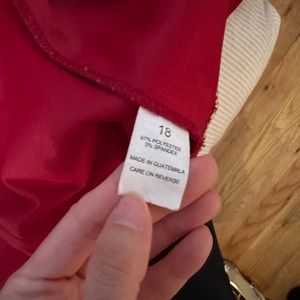 18
97% POLYESTER
3% SPANDEX
MADE IN GUATEMALA
CARE ON REVERSE